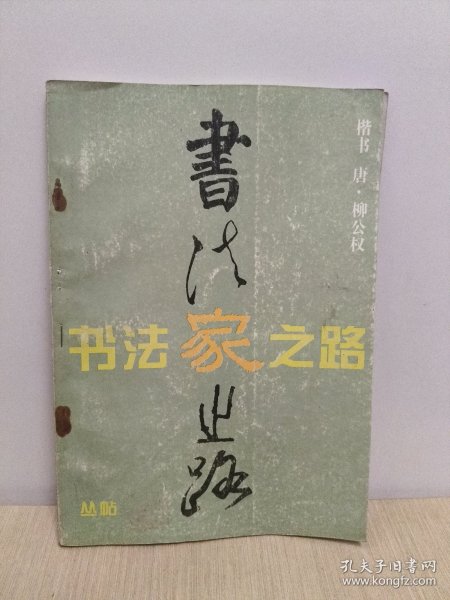 楷书 唐·柳公权
書法家之路
书法家之路
丛帖
孔夫子旧书网
www.kongfz.com